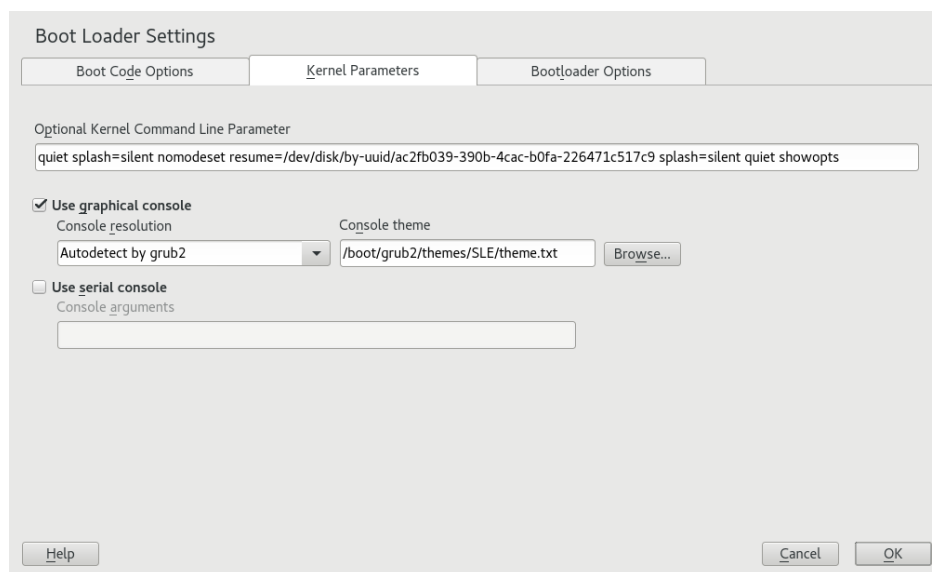 Boot Loader Settings
Boot Code Options
Kernel Parameters
Bootloader Options
Optional Kernel Command Line Parameter
quiet splash=silent nomodeset resume=/dev/disk/by-uuid/ac2fb039-390b-4cac-b0fa-226471c517c9 splash=silent quiet showopts
Use graphical console
Console resolution
Console theme
Autodetect by grub2
/boot/grub2/themes/SLE/theme.txt
Browse...
Use serial console
Console arguments
Help
Cancel
OK